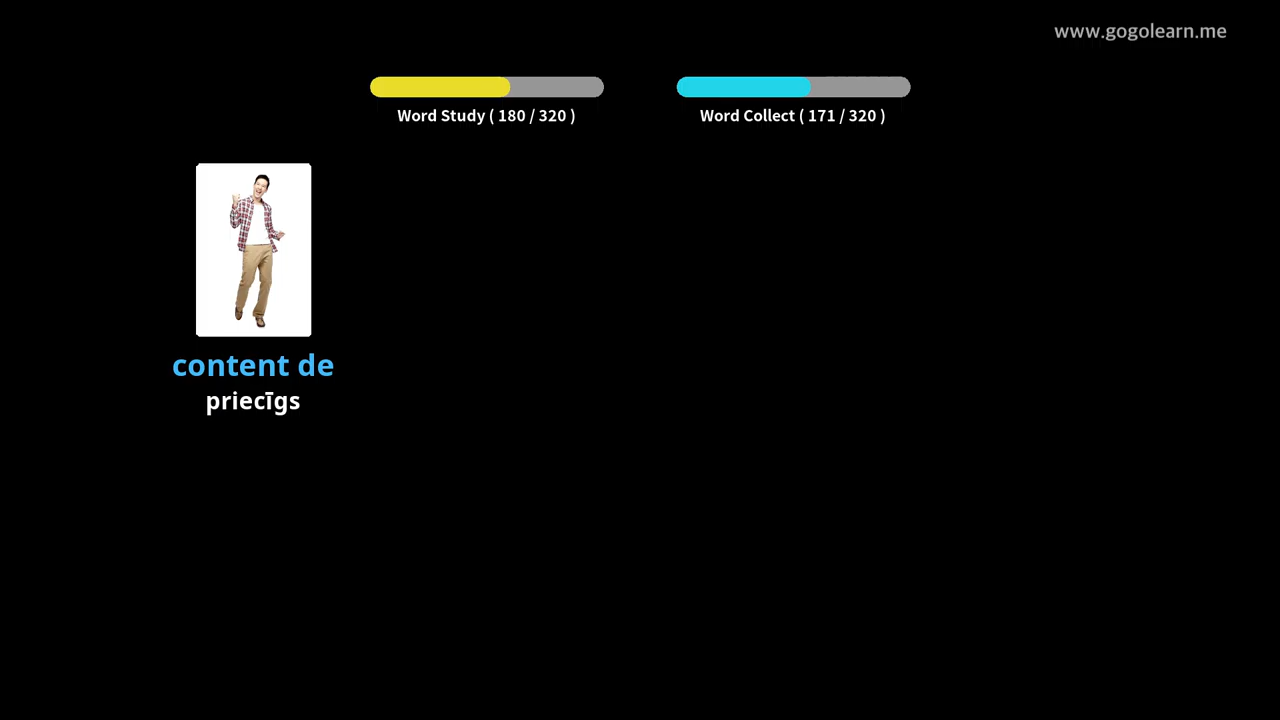 www.gogolearn.me
Word Study ( 180 / 320 )
Word Collect ( 171 / 320 )
content de
priecīgs